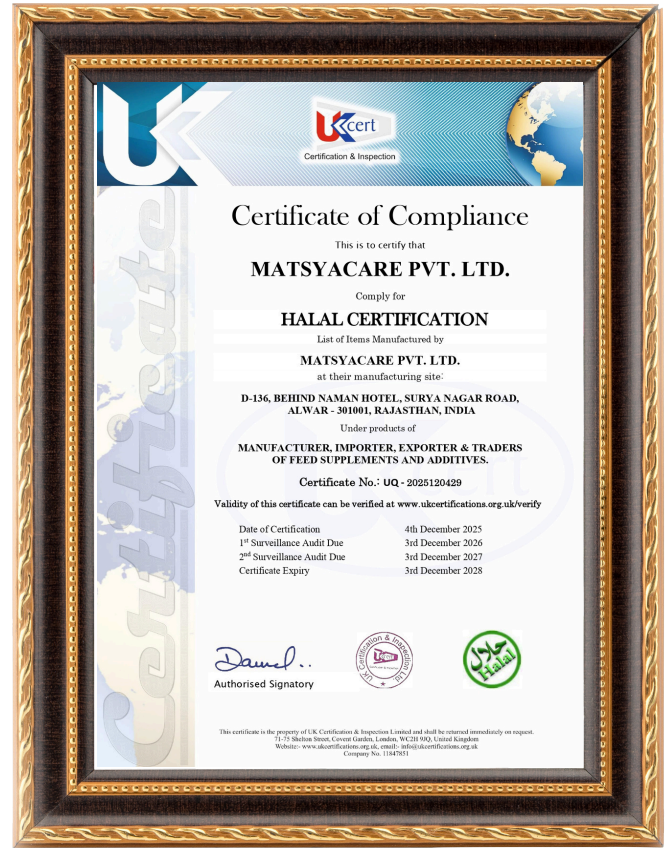 UK
UKcert
Certification & Inspection
Certificate
Certificate of Compliance
This is to certify that
MATSYACARE PVT. LTD.
Comply for
HALAL CERTIFICATION
List of Items Manufactured by
MATSYACARE PVT. LTD.
at their manufacturing site:
D-136, BEHIND NAMAN HOTEL, SURYA NAGAR ROAD,
ALWAR - 301001, RAJASTHAN, INDIA
Under products of
MANUFACTURER, IMPORTER, EXPORTER & TRADERS
OF FEED SUPPLEMENTS AND ADDITIVES.
Certificate No.: UQ - 2025120429
Validity of this certificate can be verified at www.ukcertifications.org.uk/verify
Date of Certification 4th December 2025
1st Surveillance Audit Due 3rd December 2026
2nd Surveillance Audit Due 3rd December 2027
Certificate Expiry 3rd December 2028
Authorised Signatory
UK Certification & Inspection Ltd
حلال
Halal
This certificate is the property of UK Certification & Inspection Limited and shall be returned immediately on request.
71-75 Shelton Street, Covent Garden, London, WC2H 9JQ, United Kingdom
Website:- www.ukcertifications.org.uk, email:- info@ukcertifications.org.uk
Company No. 11847851